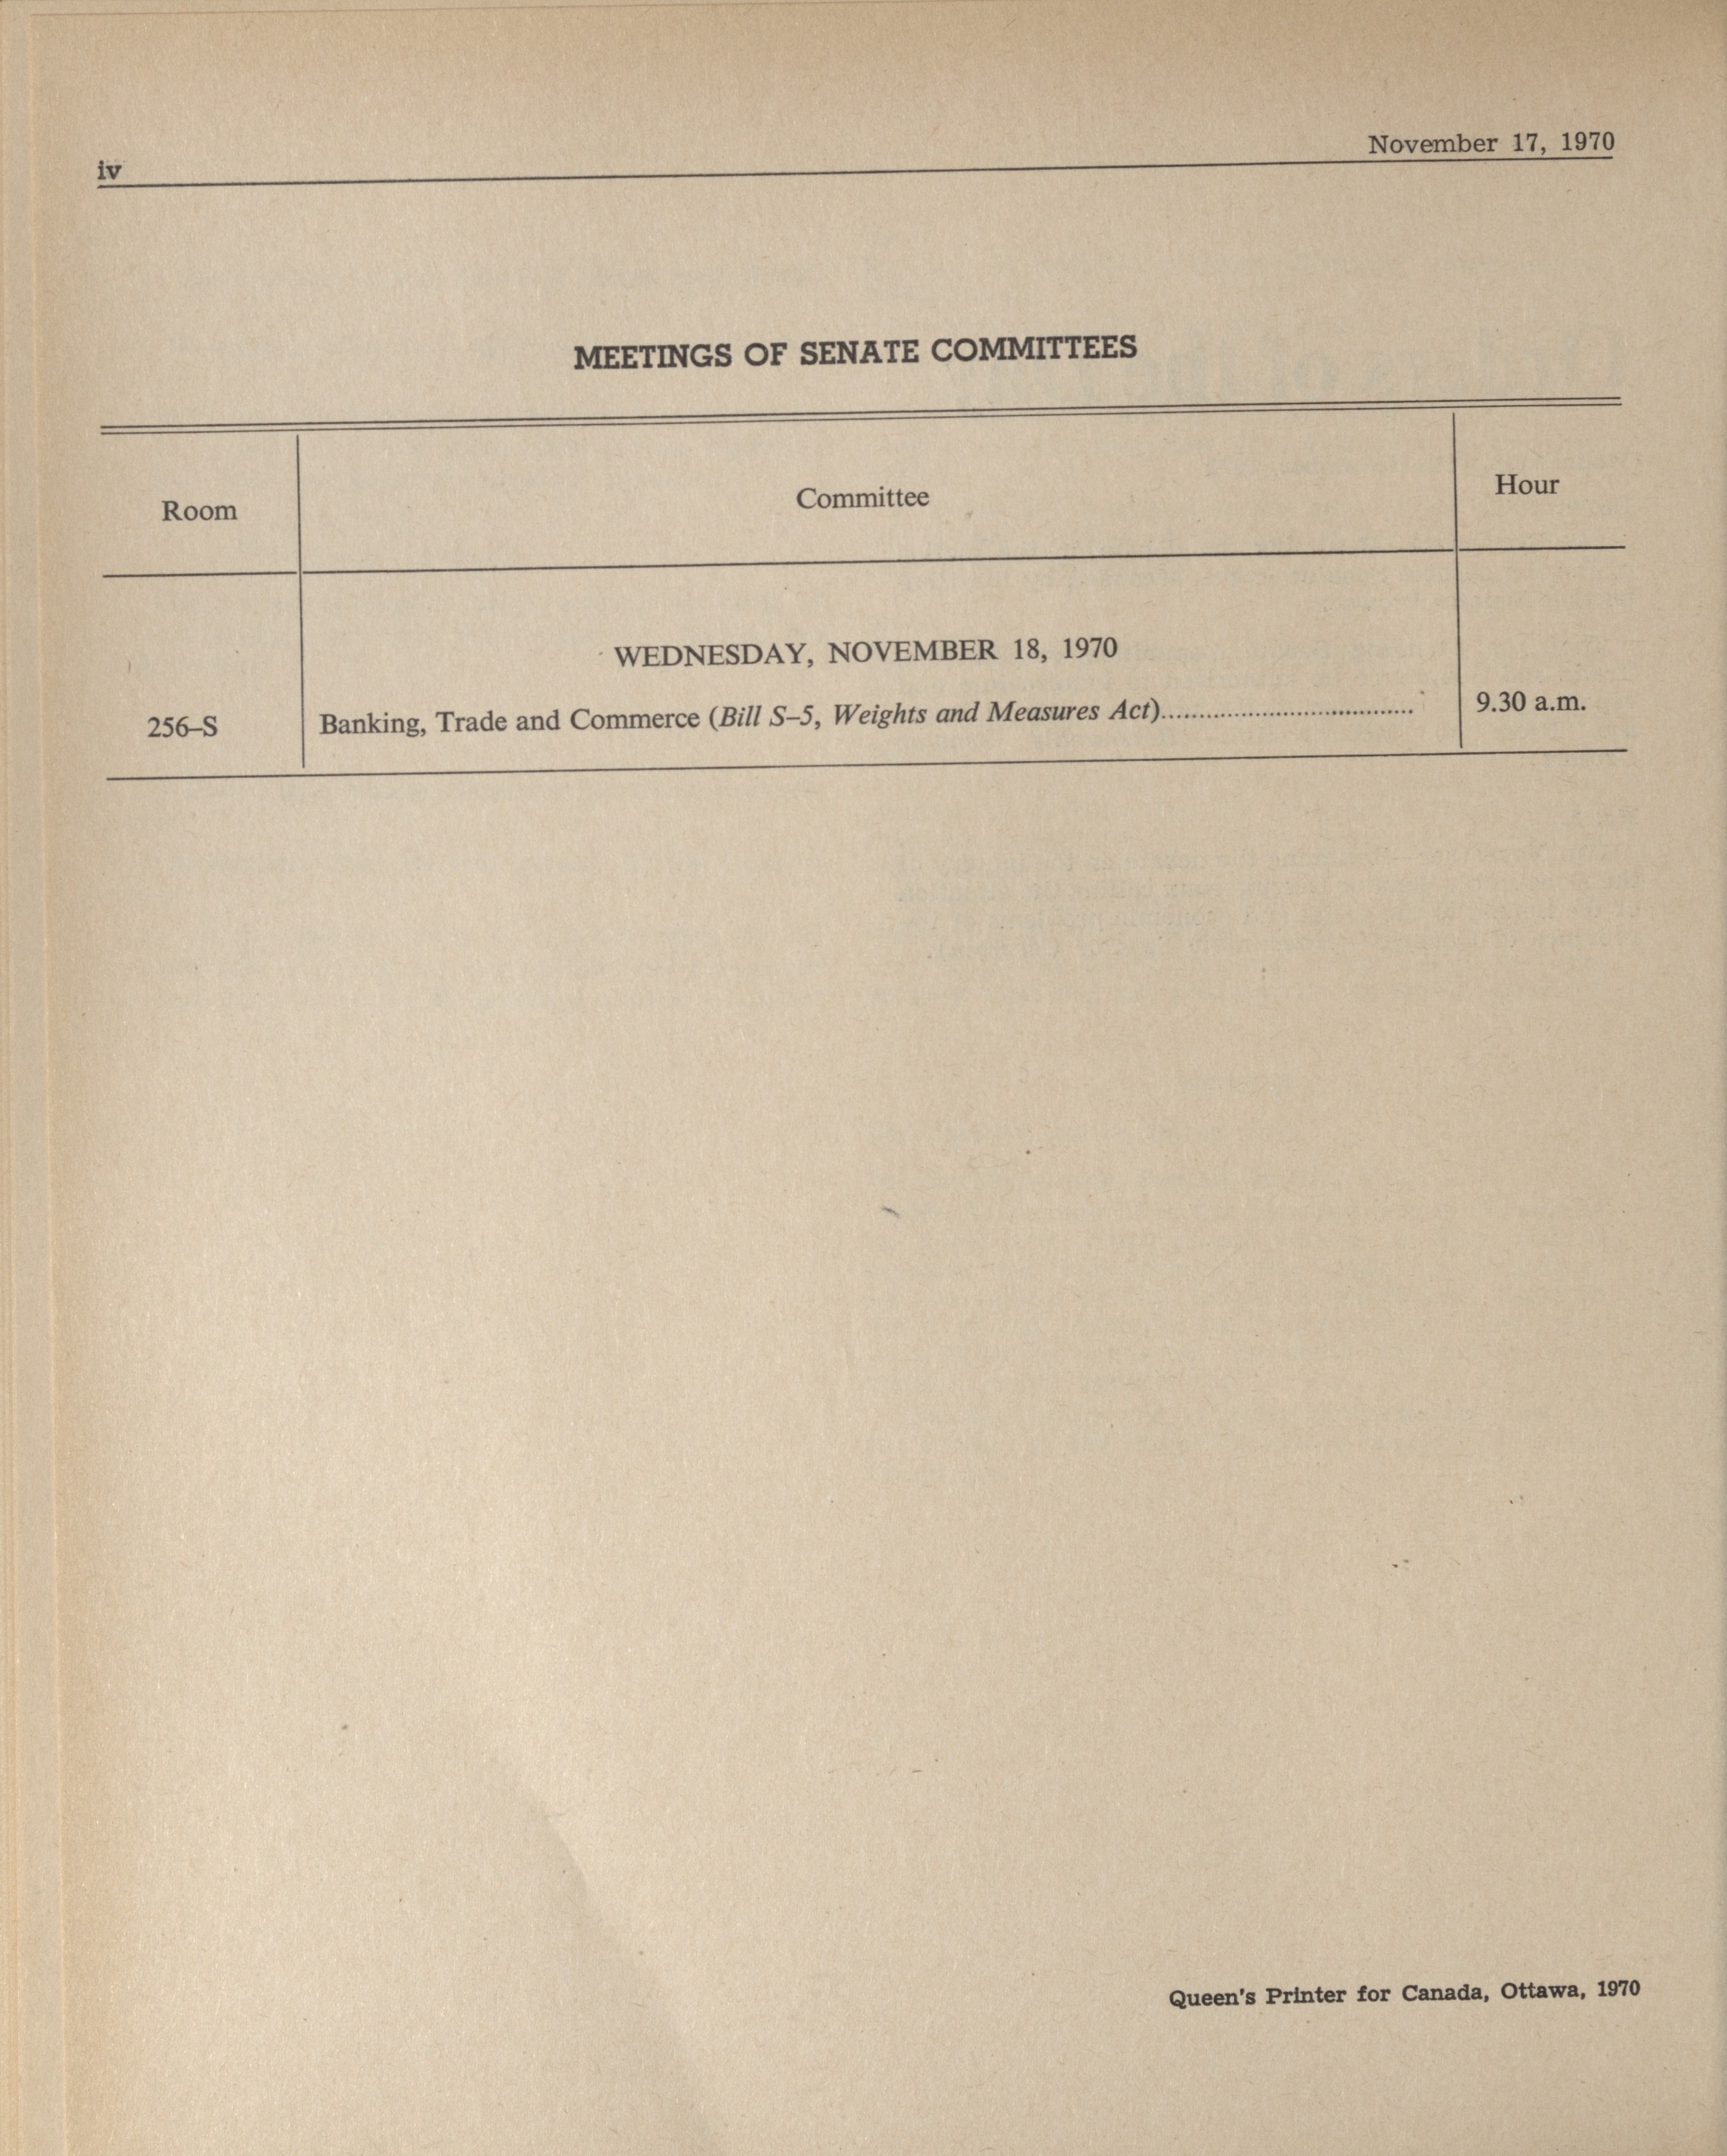 iv
November 17, 1970
MEETINGS OF SENATE COMMITTEES
Room
Committee
Hour
WEDNESDAY, NOVEMBER 18, 1970
256–S
Banking, Trade and Commerce (Bill S–5, Weights and Measures Act)..................................
9.30 a.m.
Queen's Printer for Canada, Ottawa, 1970